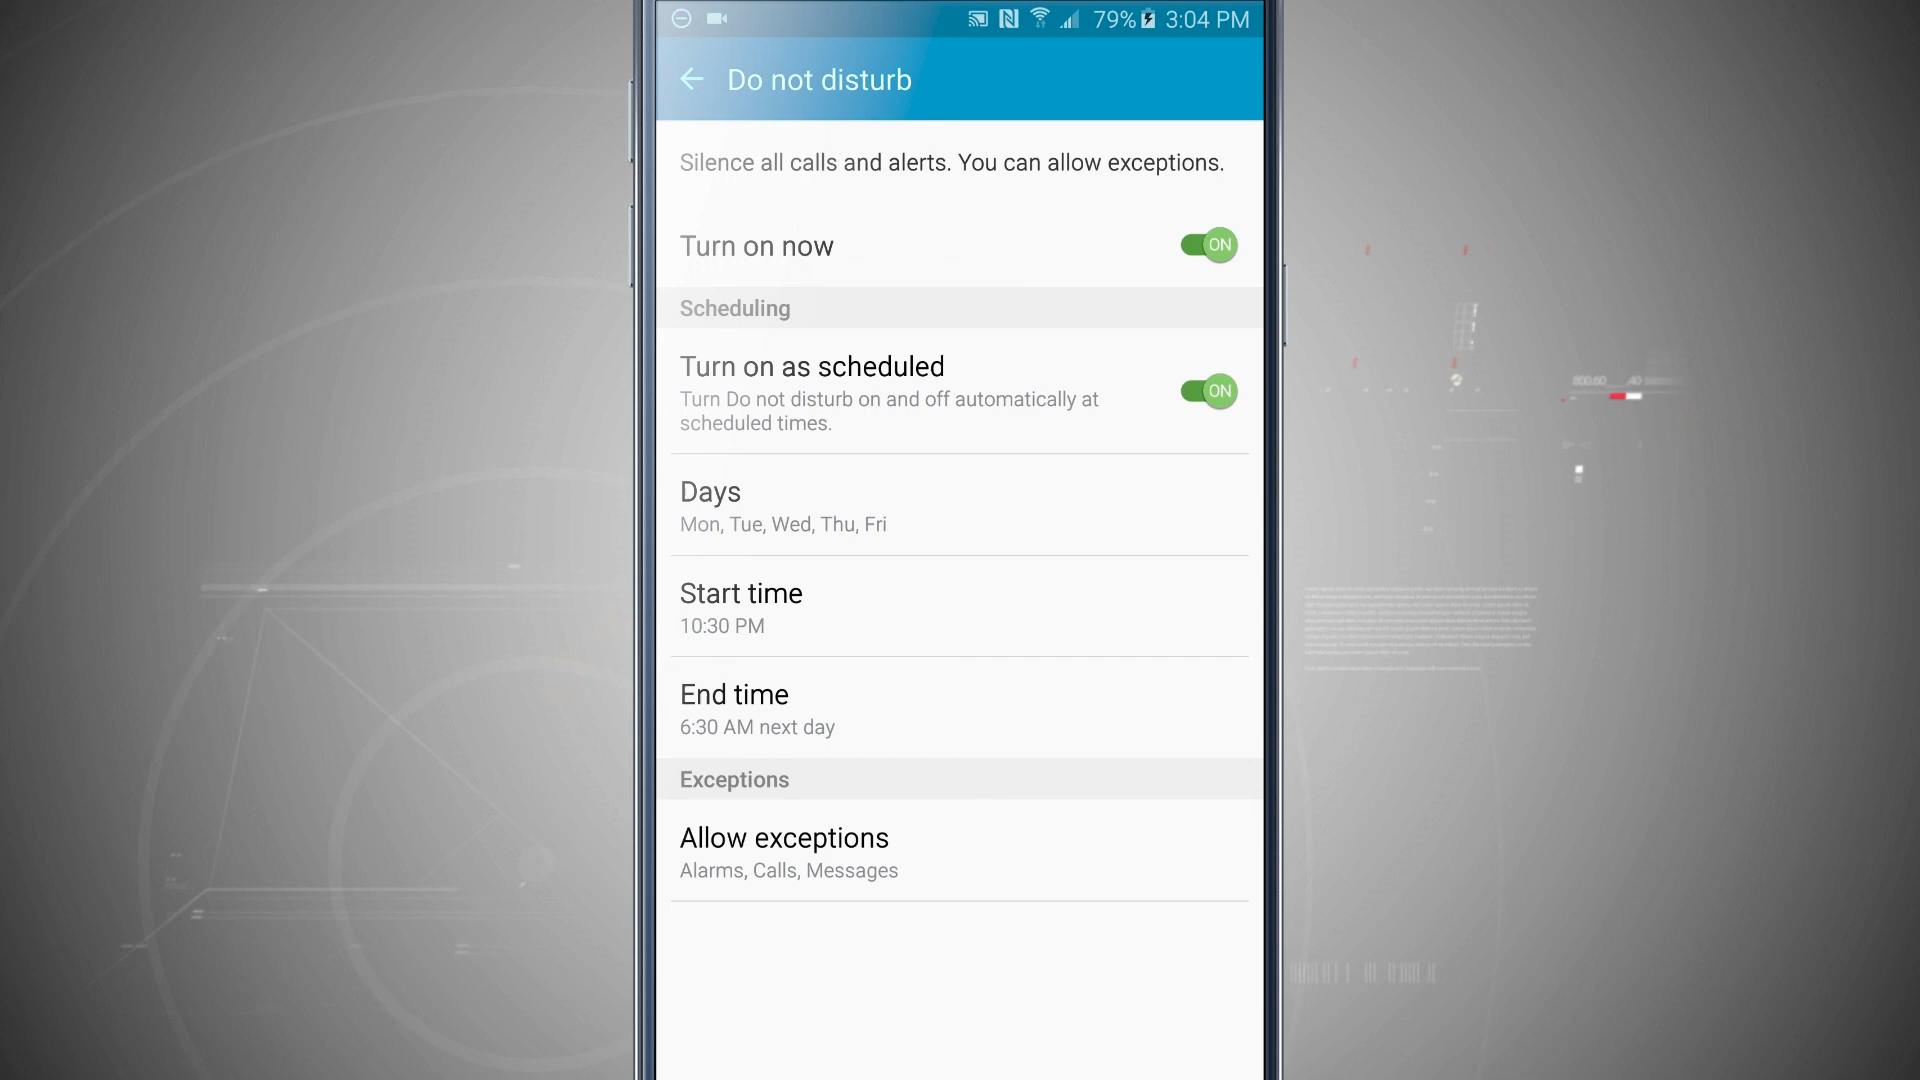 79% 3:04 PM
Do not disturb
Silence all calls and alerts. You can allow exceptions.
Turn on now
ON
Scheduling
Turn on as scheduled
Turn Do not disturb on and off automatically at
scheduled times.
ON
Days
Mon, Tue, Wed, Thu, Fri
Start time
10:30 PM
End time
6:30 AM next day
Exceptions
Allow exceptions
Alarms, Calls, Messages